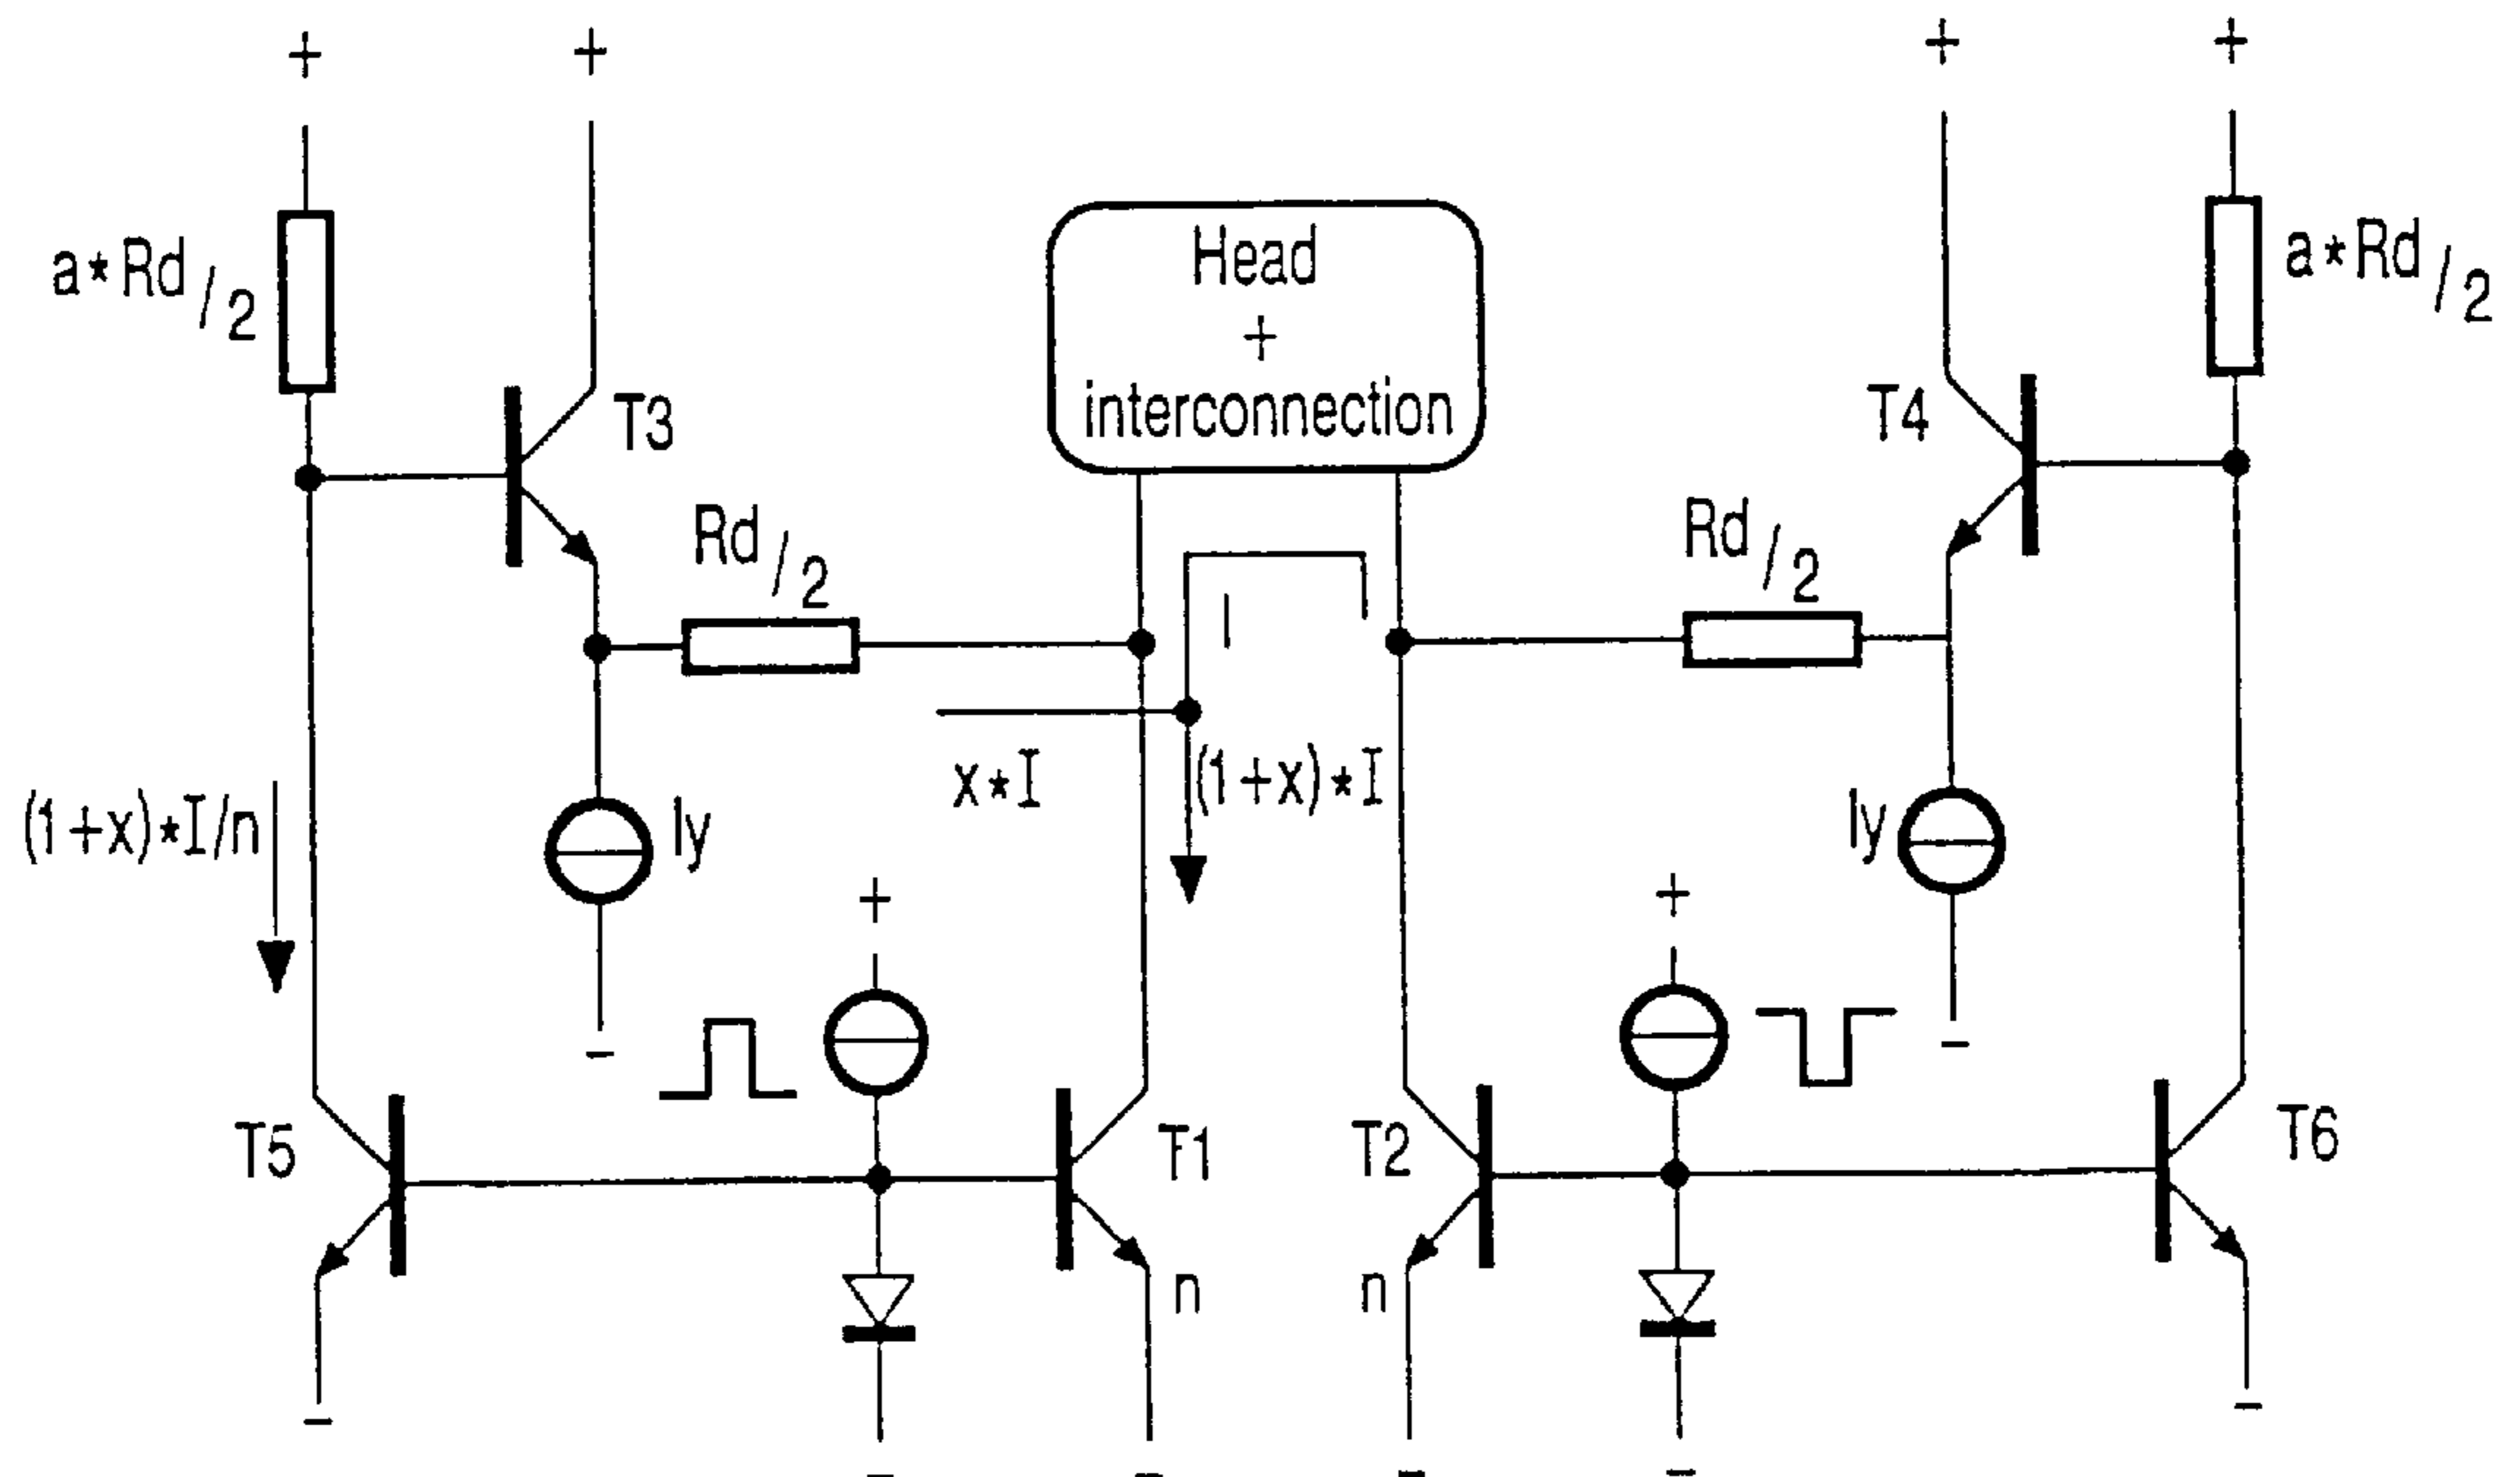 + + + +
Head
+
interconnection
a*Rd/2
a*Rd/2
T3
T4
Rd/2
Rd/2
I
x*I
(1+x)*I
(1+x)*I/n
Iy
Iy
+ +
- -
T5
T1
T2
T6
n
n
- - - - - -